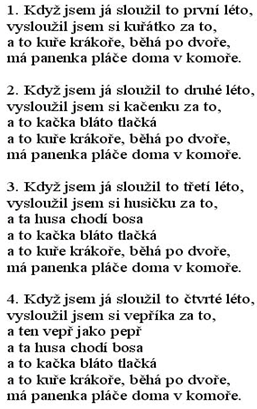 1. Když jsem já sloužil to první léto,
vysloužil jsem si kuřátko za to,
a to kuře krákoře, běhá po dvoře,
má panenka pláče doma v komoře.
2. Když jsem já sloužil to druhé léto,
vysloužil jsem si kačenku za to,
a to kačka bláto tlačká
a to kuře krákoře, běhá po dvoře,
má panenka pláče doma v komoře.
3. Když jsem já sloužil to třetí léto,
vysloužil jsem si husičku za to,
a ta husa chodí bosa
a to kačka bláto tlačká
a to kuře krákoře, běhá po dvoře,
má panenka pláče doma v komoře.
4. Když jsem já sloužil to čtvrté léto,
vysloužil jsem si vepříka za to,
a ten vepř jako pepř
a ta husa chodí bosa
a to kačka bláto tlačká
a to kuře krákoře, běhá po dvoře,
má panenka pláče doma v komoře.